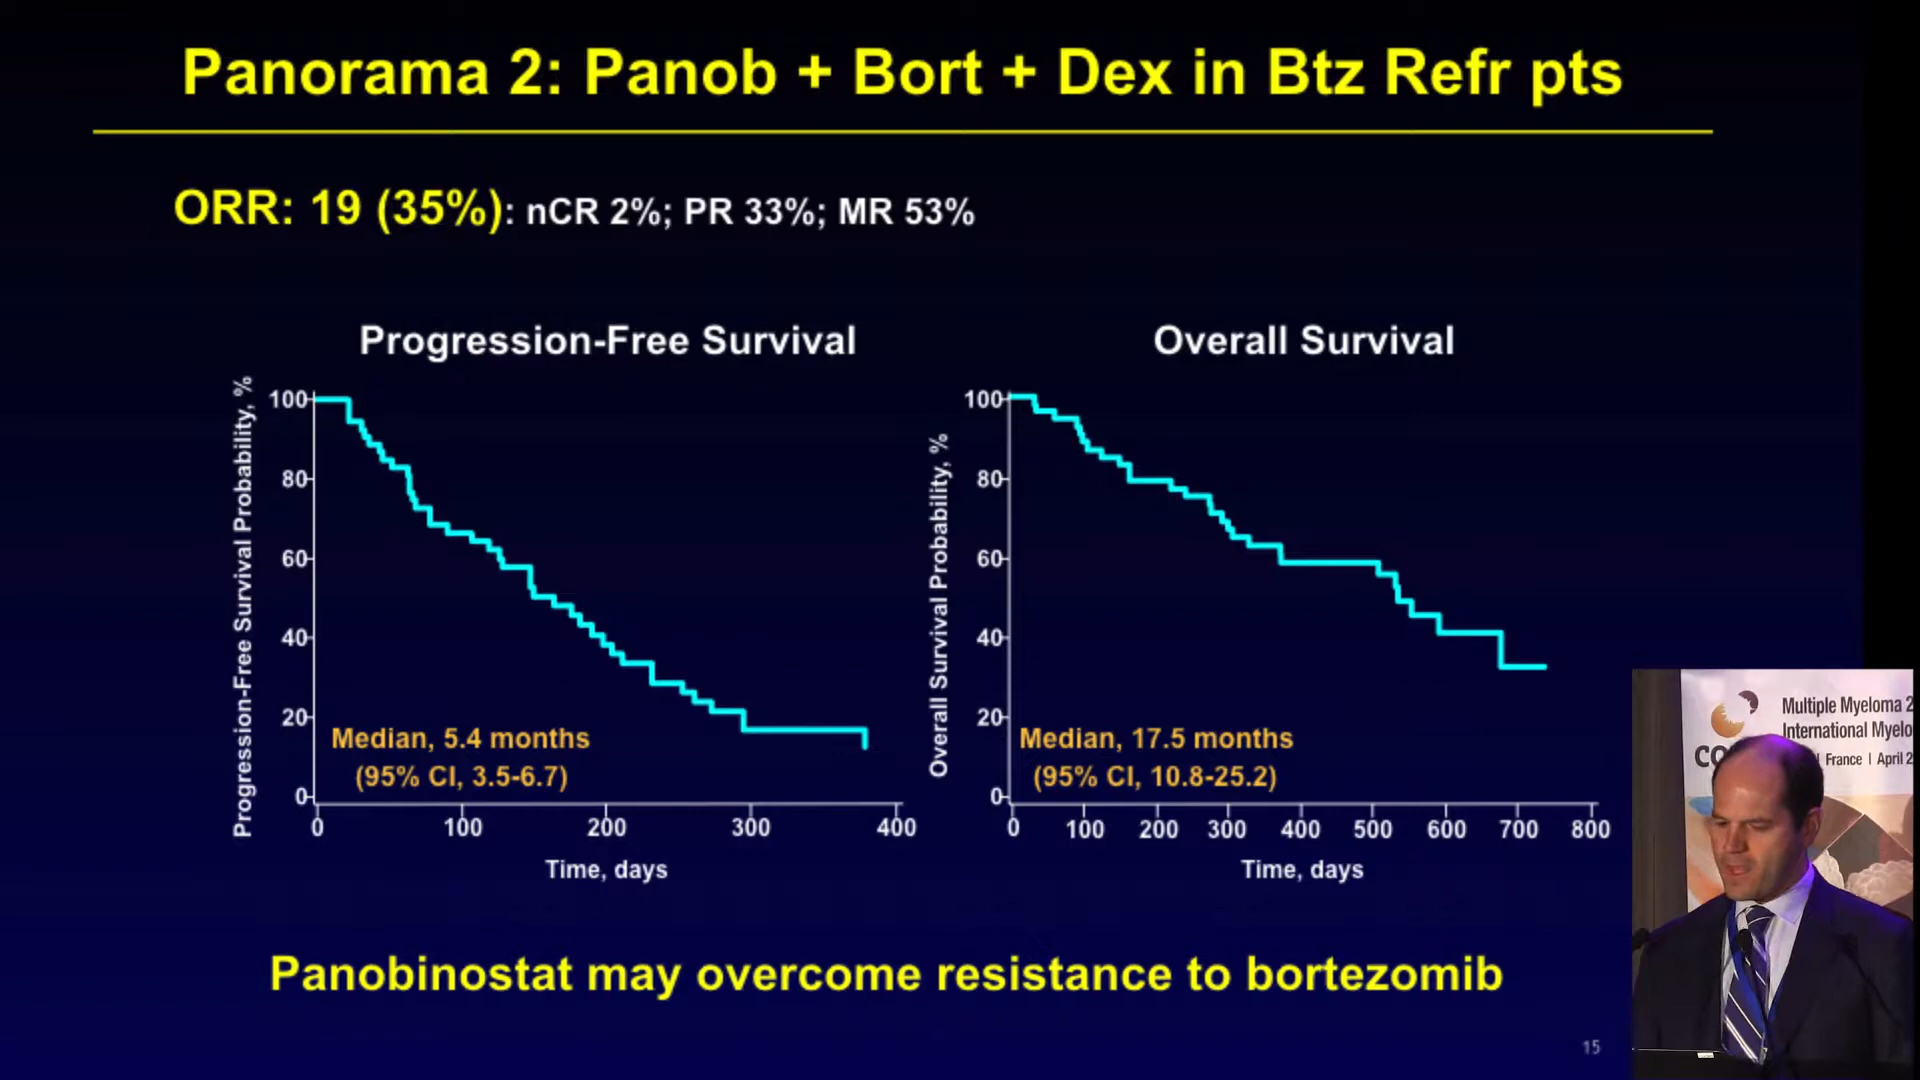 Panorama 2: Panob + Bort + Dex in Btz Refr pts
ORR: 19 (35%): nCR 2%; PR 33%; MR 53%
Progression-Free Survival
Progression-Free Survival Probability, %
100
80
60
40
20
0
Median, 5.4 months
(95% CI, 3.5-6.7)
0 100 200 300 400
Time, days
Overall Survival
Overall Survival Probability, %
100
80
60
40
20
0
Median, 17.5 months
(95% CI, 10.8-25.2)
0 100 200 300 400 500 600 700 800
Time, days
Panobinostat may overcome resistance to bortezomib
15
Multiple Myeloma 2
International Myelo
France | April 2
CO